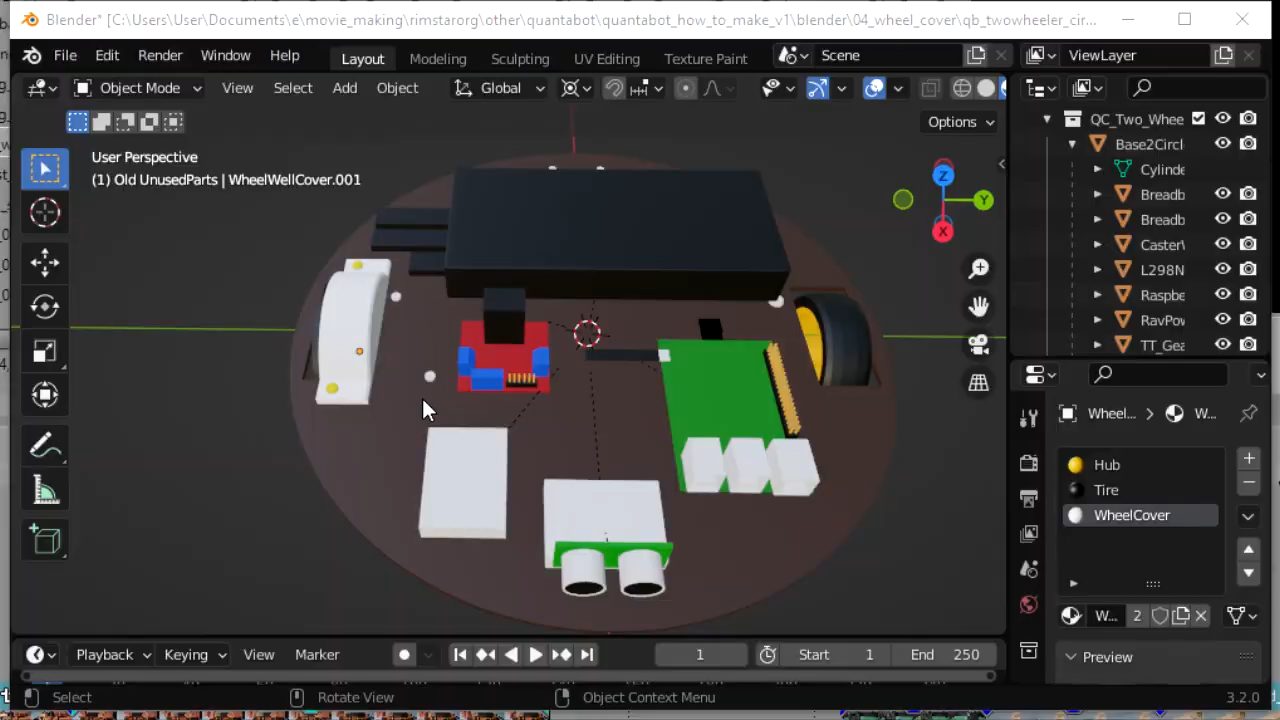 Blender* [C:\Users\User\Documents\e\movie_making\rimstarorg\other\quantabot\quantabot_how_to_make_v1\blender\04_wheel_cover\qb_twowheeler_cir...
File Edit Render Window Help Layout Modeling Sculpting UV Editing Texture Paint Scene ViewLayer
Object Mode View Select Add Object Global
Options
User Perspective
(1) Old UnusedParts | WheelWellCover.001
Z
Y
X
QC_Two_Whee
Base2Circl
Cylinde
Breadb
Breadb
Caster\
L298N
Raspbe
RavPov
TT_Gea
Wheel... > W...
Hub
Tire
WheelCover
W... 2
Preview
Playback Keying View Marker 1 Start 1 End 250
Select Rotate View Object Context Menu 3.2.0